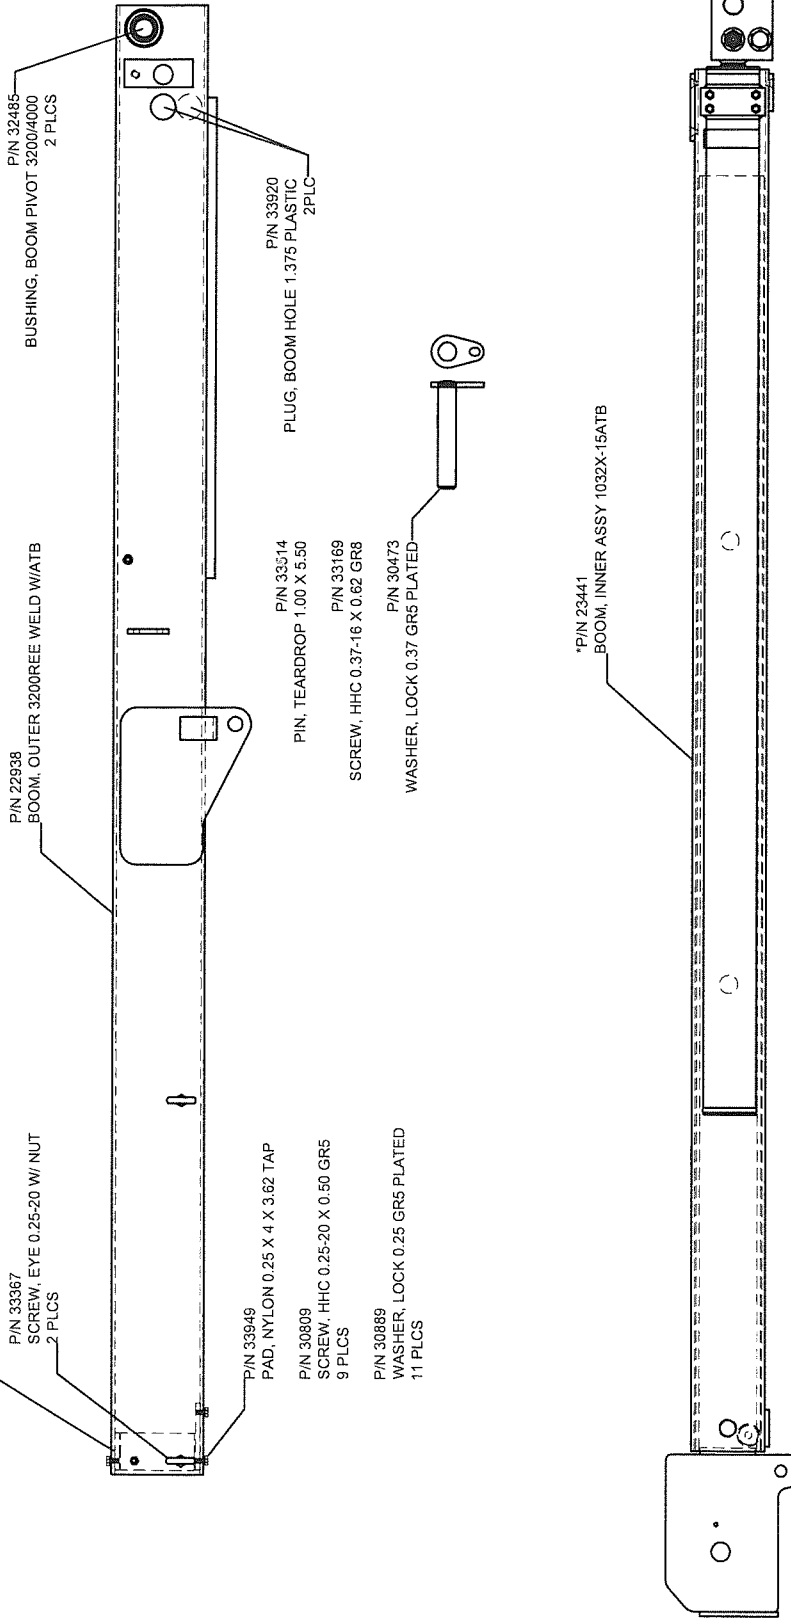 P/N 32485
BUSHING, BOOM PIVOT 3200/4000
2 PLCS
P/N 33920
PLUG, BOOM HOLE 1.375 PLASTIC
2PLC
P/N 22938
BOOM, OUTER 3200REE WELD W/ATB
P/N 33514
PIN, TEARDROP 1.00 X 5.50
P/N 33169
SCREW, HHC 0.37-16 X 0.62 GR8
P/N 30473
WASHER, LOCK 0.37 GR5 PLATED
*P/N 23441
BOOM, INNER ASSY 1032X-15ATB
P/N 33367
SCREW, EYE 0.25-20 W/ NUT
2 PLCS
P/N 33949
PAD, NYLON 0.25 X 4 X 3.62 TAP
P/N 30809
SCREW, HHC 0.25-20 X 0.50 GR5
9 PLCS
P/N 30889
WASHER, LOCK 0.25 GR5 PLATED
11 PLCS